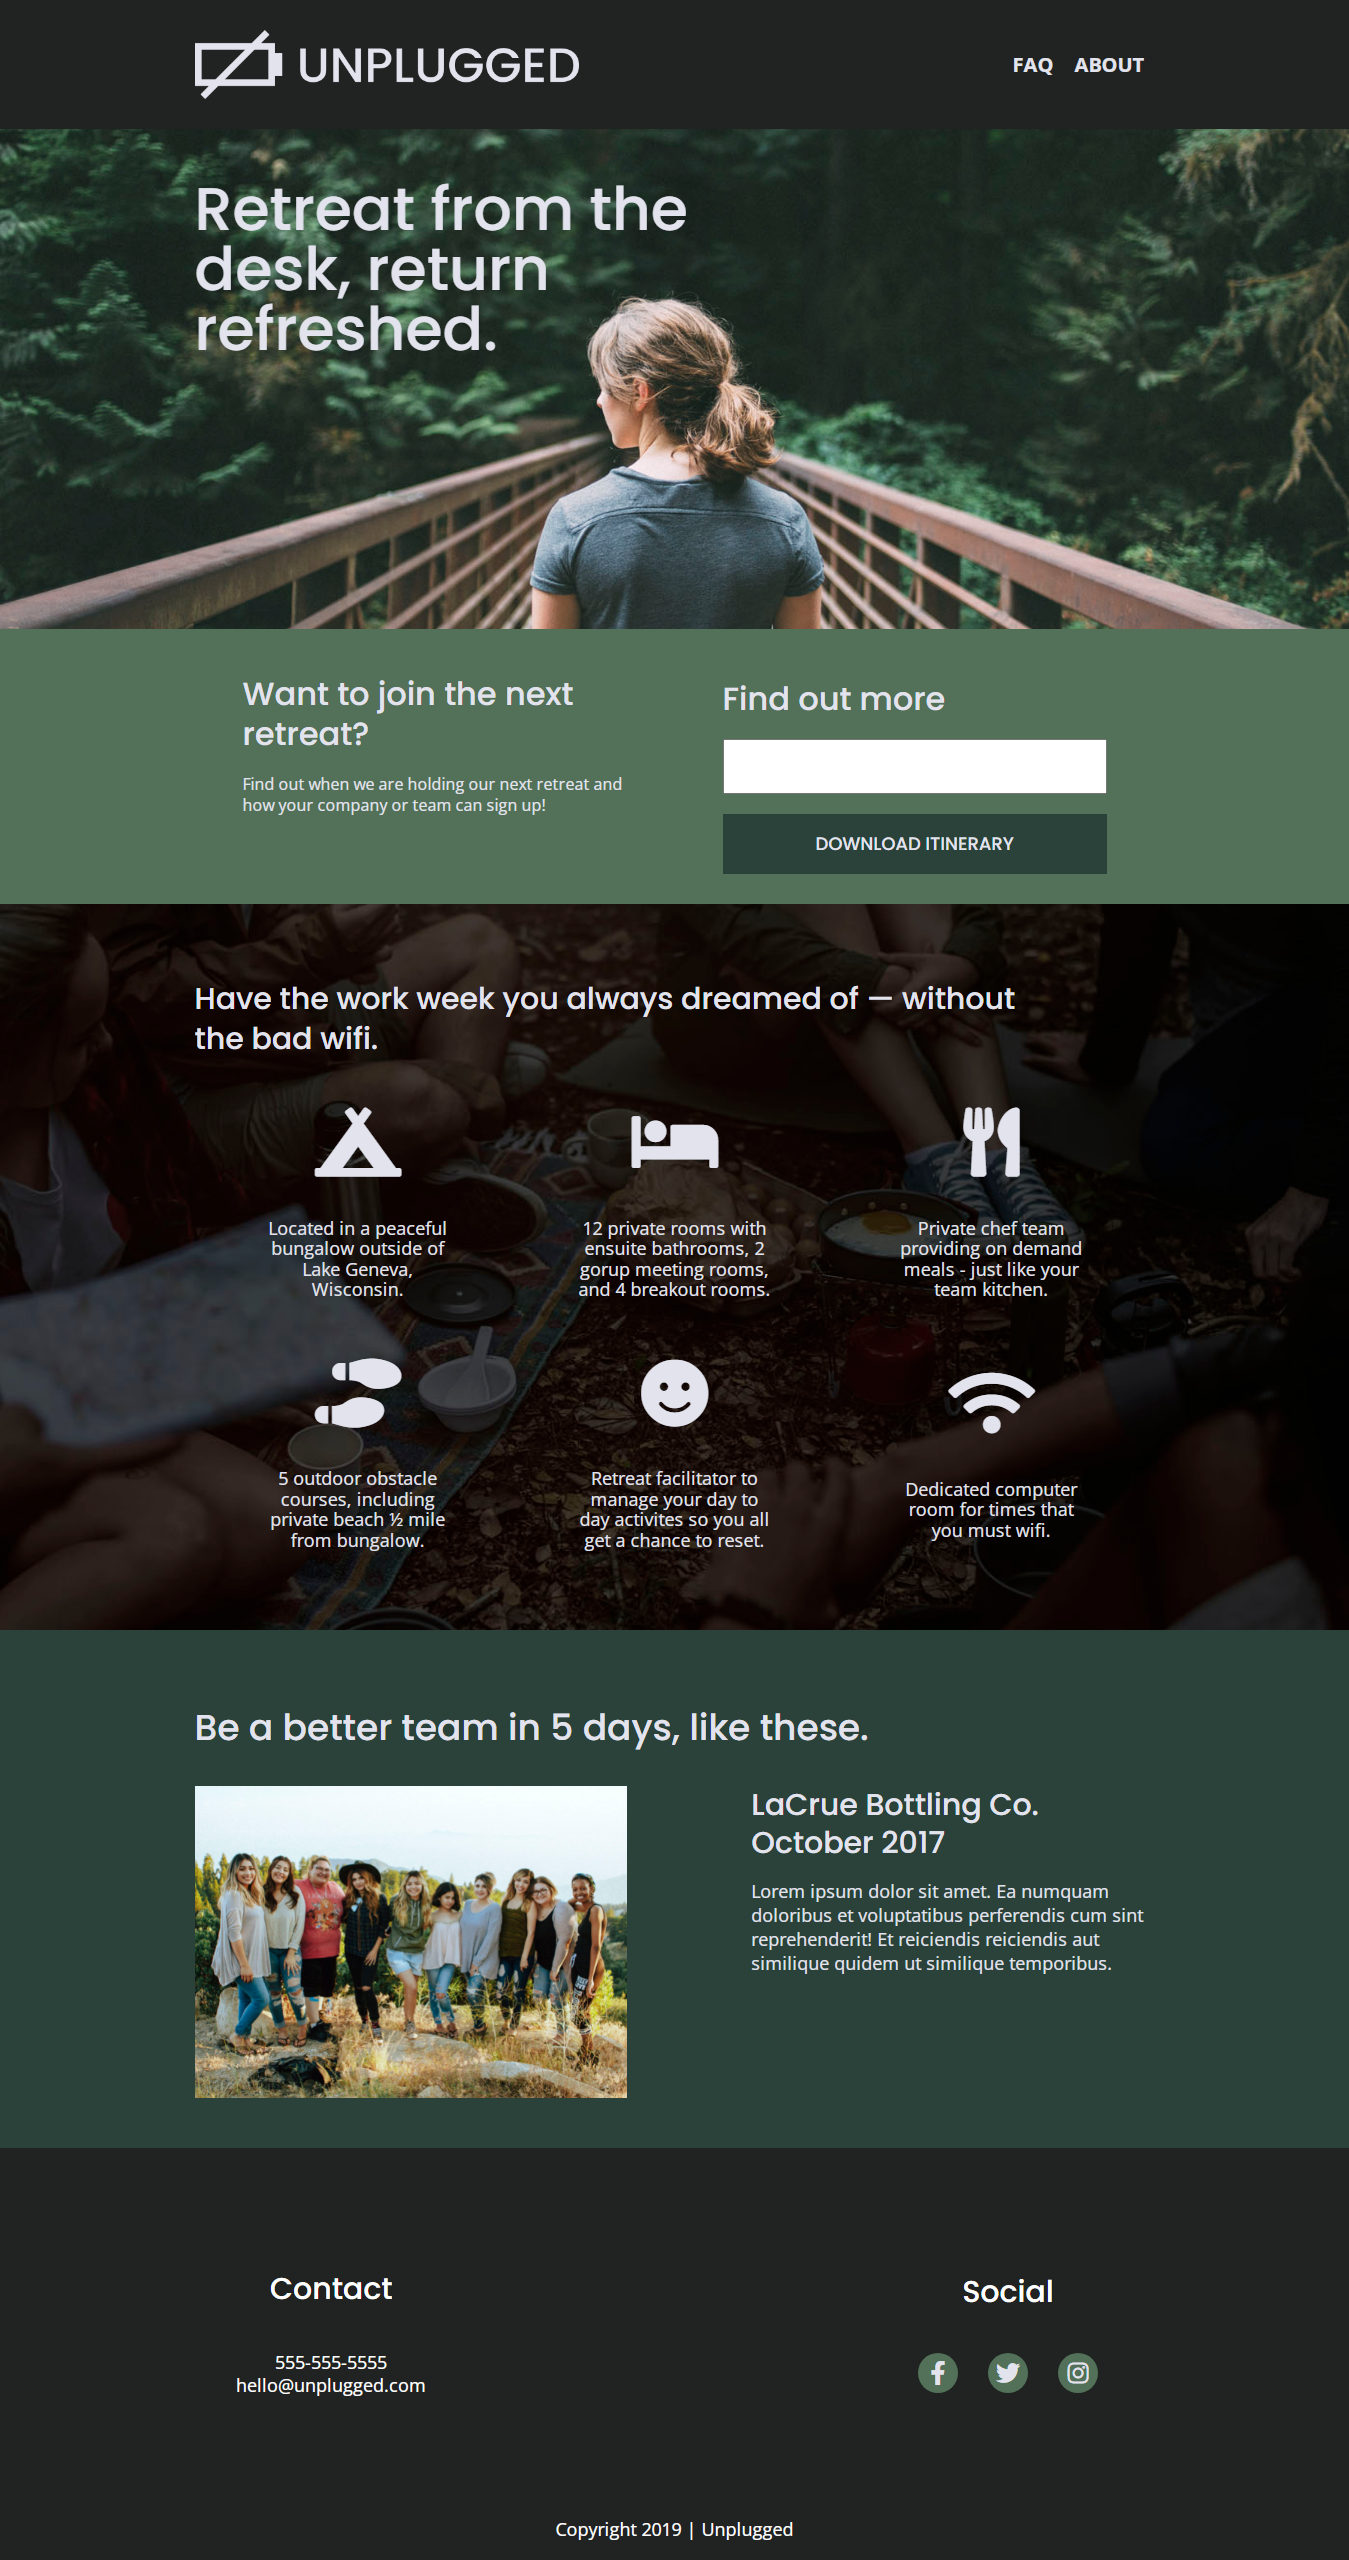 UNPLUGGED
FAQ ABOUT
Retreat from the
desk, return
refreshed.
Want to join the next
retreat?
Find out when we are holding our next retreat and
how your company or team can sign up!
Find out more
DOWNLOAD ITINERARY
Have the work week you always dreamed of — without
the bad wifi.
Located in a peaceful
bungalow outside of
Lake Geneva,
Wisconsin.
12 private rooms with
ensuite bathrooms, 2
gorup meeting rooms,
and 4 breakout rooms.
Private chef team
providing on demand
meals - just like your
team kitchen.
5 outdoor obstacle
courses, including
private beach ½ mile
from bungalow.
Retreat facilitator to
manage your day to
day activites so you all
get a chance to reset.
Dedicated computer
room for times that
you must wifi.
Be a better team in 5 days, like these.
LaCrue Bottling Co.
October 2017
Lorem ipsum dolor sit amet. Ea numquam
doloribus et voluptatibus perferendis cum sint
reprehenderit! Et reiciendis reiciendis aut
similique quidem ut similique temporibus.
Contact
555-555-5555
hello@unplugged.com
Social
Copyright 2019 | Unplugged